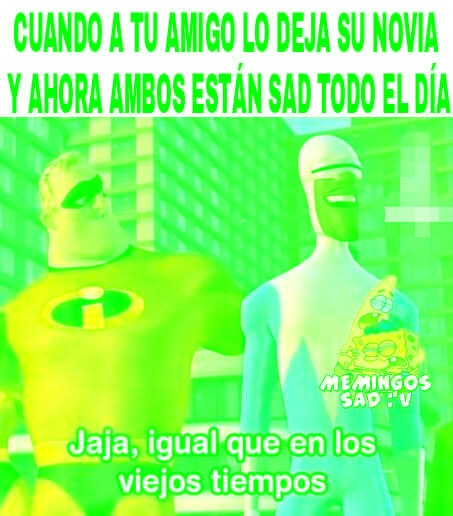 CUANDO A TU AMIGO LO DEJA SU NOVIA
Y AHORA AMBOS ESTÁN SAD TODO EL DÍA
MEMINGOS
SAD :'V
Jaja, igual que en los
viejos tiempos